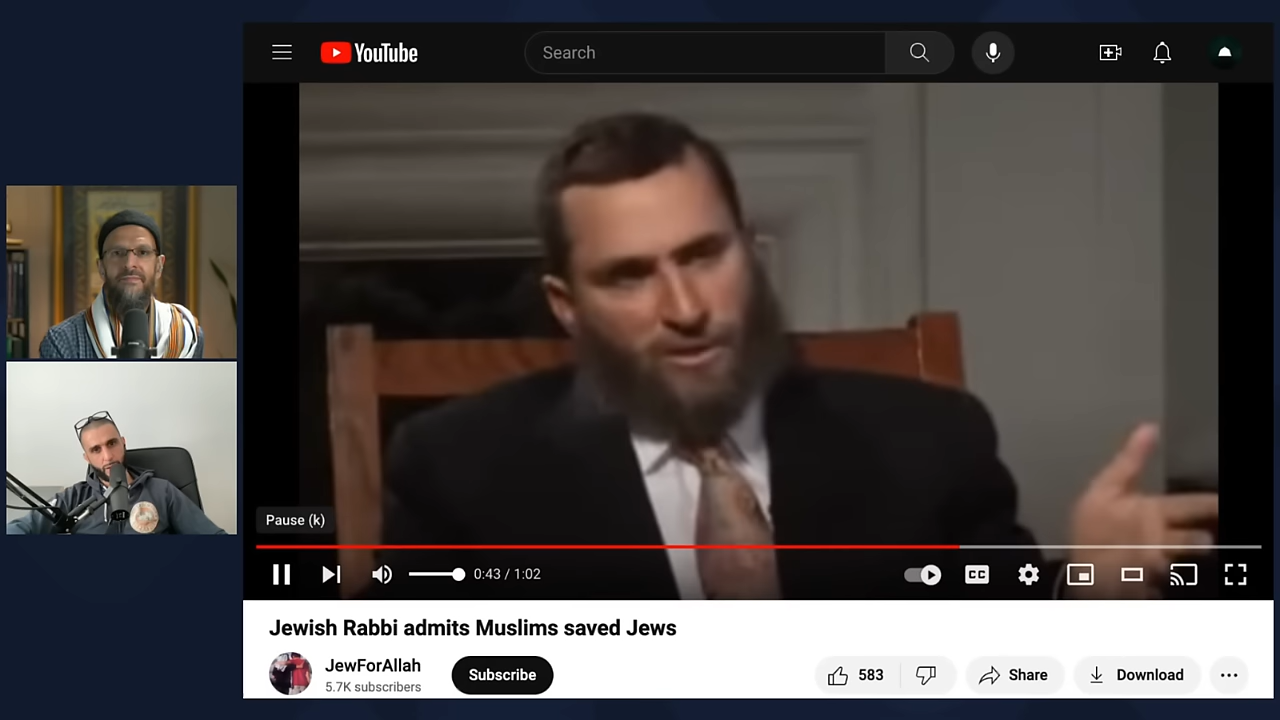 YouTube
Search
Pause (k)
0:43 / 1:02
CC
Jewish Rabbi admits Muslims saved Jews
JewForAllah
5.7K subscribers
Subscribe
583
Share
Download